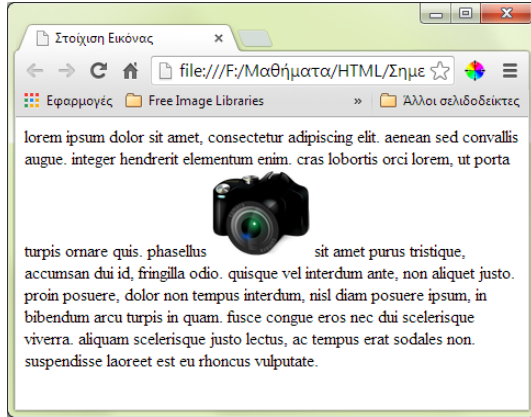 Στοίχιση Εικόνας
file:///F:/Μαθήματα/HTML/Σημε
Εφαρμογές Free Image Libraries » Άλλοι σελιδοδείκτες
lorem ipsum dolor sit amet, consectetur adipiscing elit. aenean sed convallis
augue. integer hendrerit elementum enim. cras lobortis orci lorem, ut porta
turpis ornare quis. phasellus sit amet purus tristique,
accumsan dui id, fringilla odio. quisque vel interdum ante, non aliquet justo.
proin posuere, dolor non tempus interdum, nisl diam posuere ipsum, in
bibendum arcu turpis in quam. fusce congue eros nec dui scelerisque
viverra. aliquam scelerisque justo lectus, ac tempus erat sodales non.
suspendisse laoreet est eu rhoncus vulputate.